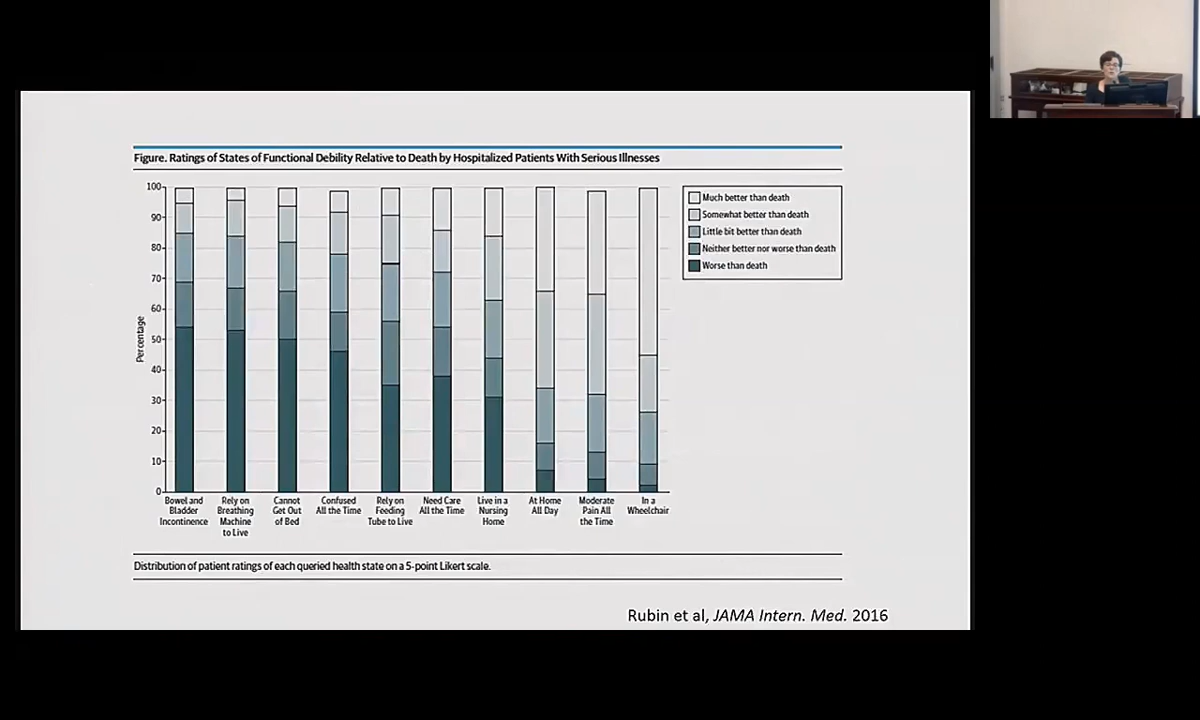 Figure. Ratings of States of Functional Debility Relative to Death by Hospitalized Patients With Serious Illnesses
100
90
80
70
60
50
40
30
20
10
0
Percentage
Bowel and
Bladder
Incontinence
Rely on
Breathing
Machine
to Live
Cannot
Get Out
of Bed
Confused
All the Time
Rely on
Feeding
Tube to Live
Need Care
All the Time
Live in a
Nursing
Home
At Home
All Day
Moderate
Pain All
the Time
In a
Wheelchair
Much better than death
Somewhat better than death
Little bit better than death
Neither better nor worse than death
Worse than death
Distribution of patient ratings of each queried health state on a 5-point Likert scale.
Rubin et al, JAMA Intern. Med. 2016